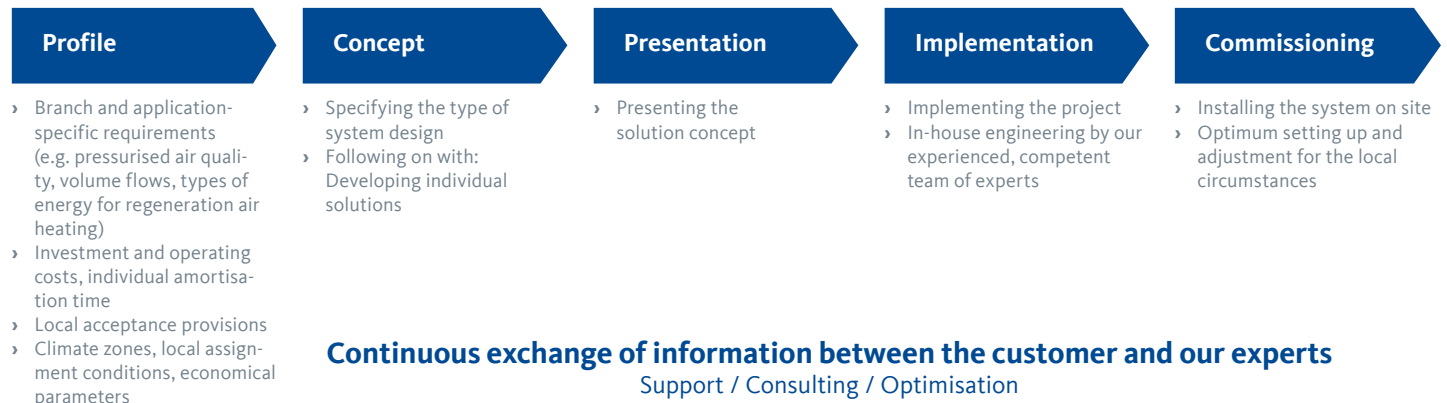 Profile
› Branch and application-
specific requirements
(e.g. pressurised air quali-
ty, volume flows, types of
energy for regeneration air
heating)
› Investment and operating
costs, individual amortisa-
tion time
› Local acceptance provisions
› Climate zones, local assign-
ment conditions, economical
parameters
Concept
› Specifying the type of
system design
› Following on with:
Developing individual
solutions
Presentation
› Presenting the
solution concept
Implementation
› Implementing the project
› In-house engineering by our
experienced, competent
team of experts
Commissioning
› Installing the system on site
› Optimum setting up and
adjustment for the local
circumstances
Continuous exchange of information between the customer and our experts
Support / Consulting / Optimisation